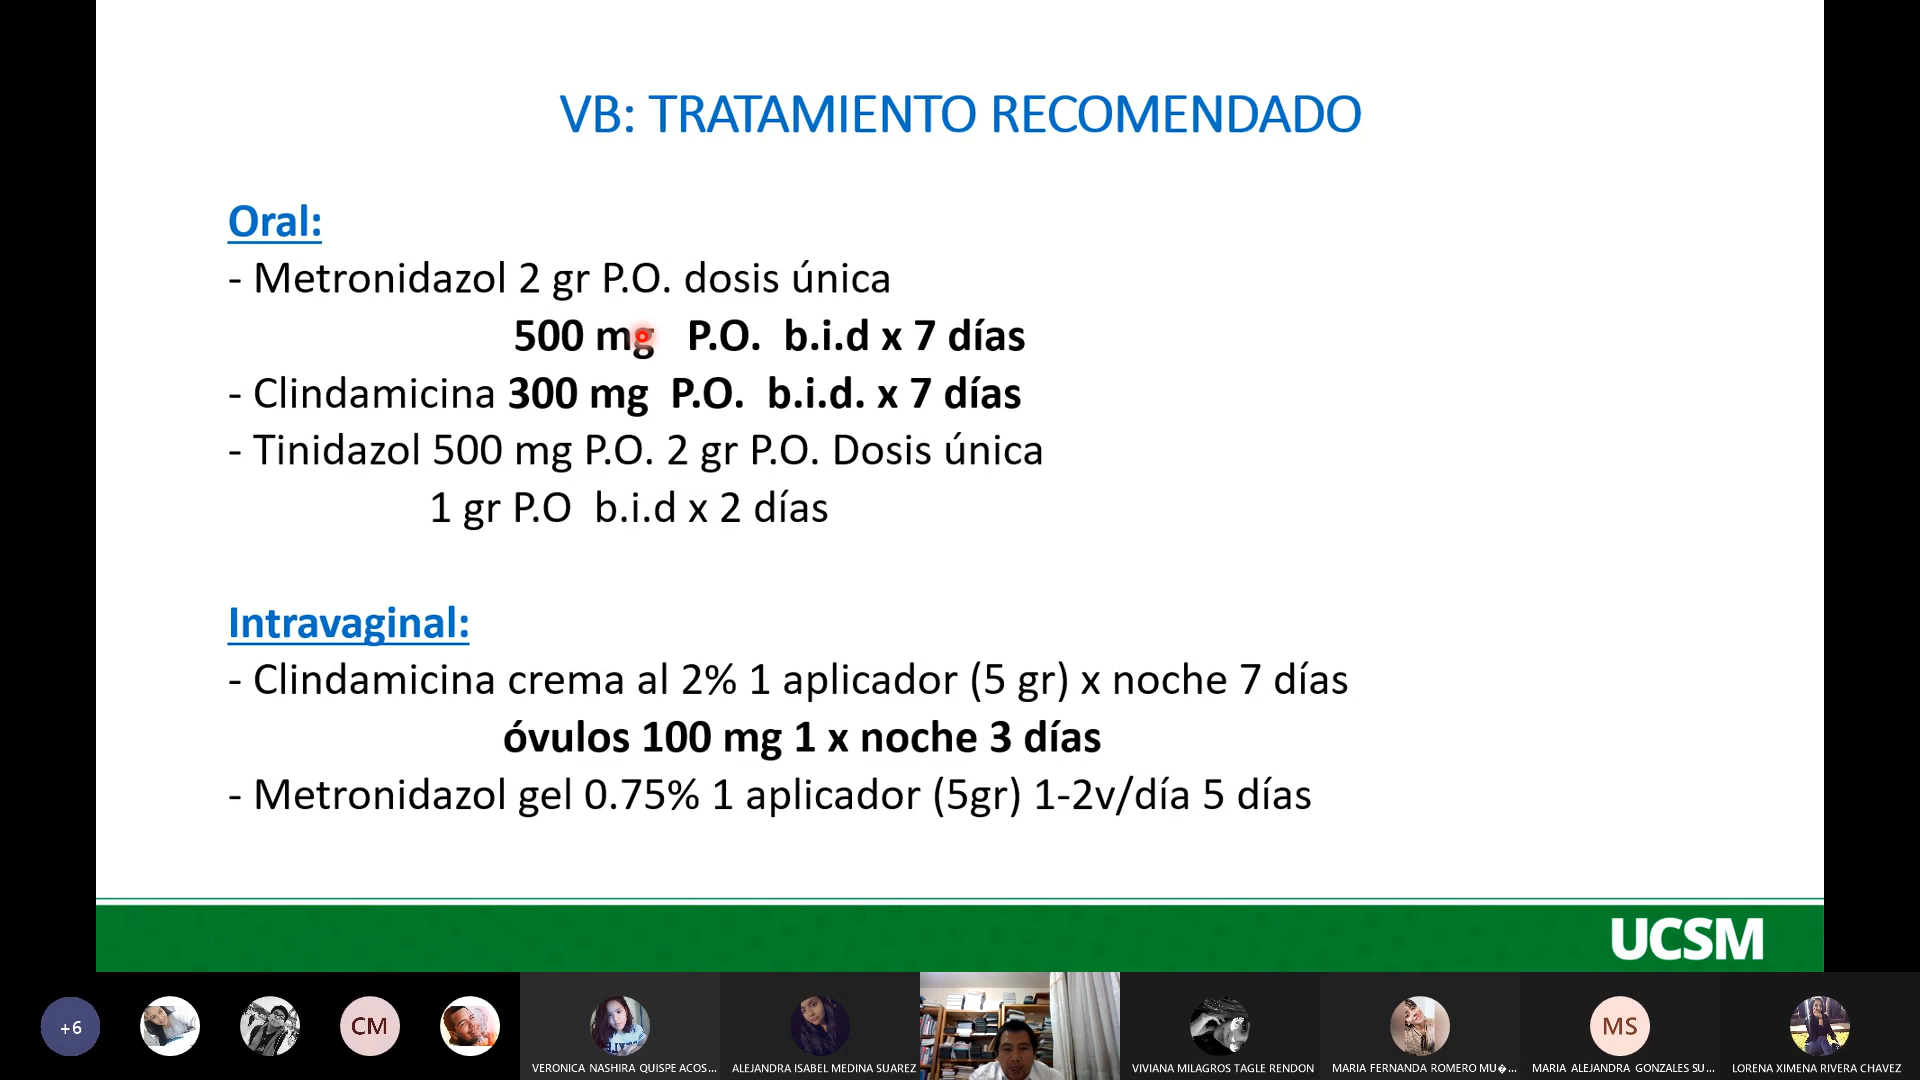 VB: TRATAMIENTO RECOMENDADO
Oral:
- Metronidazol 2 gr P.O. dosis única
500 mg P.O. b.i.d x 7 días
- Clindamicina 300 mg P.O. b.i.d. x 7 días
- Tinidazol 500 mg P.O. 2 gr P.O. Dosis única
1 gr P.O b.i.d x 2 días
Intravaginal:
- Clindamicina crema al 2% 1 aplicador (5 gr) x noche 7 días
óvulos 100 mg 1 x noche 3 días
- Metronidazol gel 0.75% 1 aplicador (5gr) 1-2v/día 5 días
UCSM
+6
CM
MS
VERONICA NASHIRA QUISPE ACOS...
ALEJANDRA ISABEL MEDINA SUAREZ
VIVIANA MILAGROS TAGLE RENDON
MARIA FERNANDA ROMERO MU�...
MARIA ALEJANDRA GONZALES SU...
LORENA XIMENA RIVERA CHAVEZ